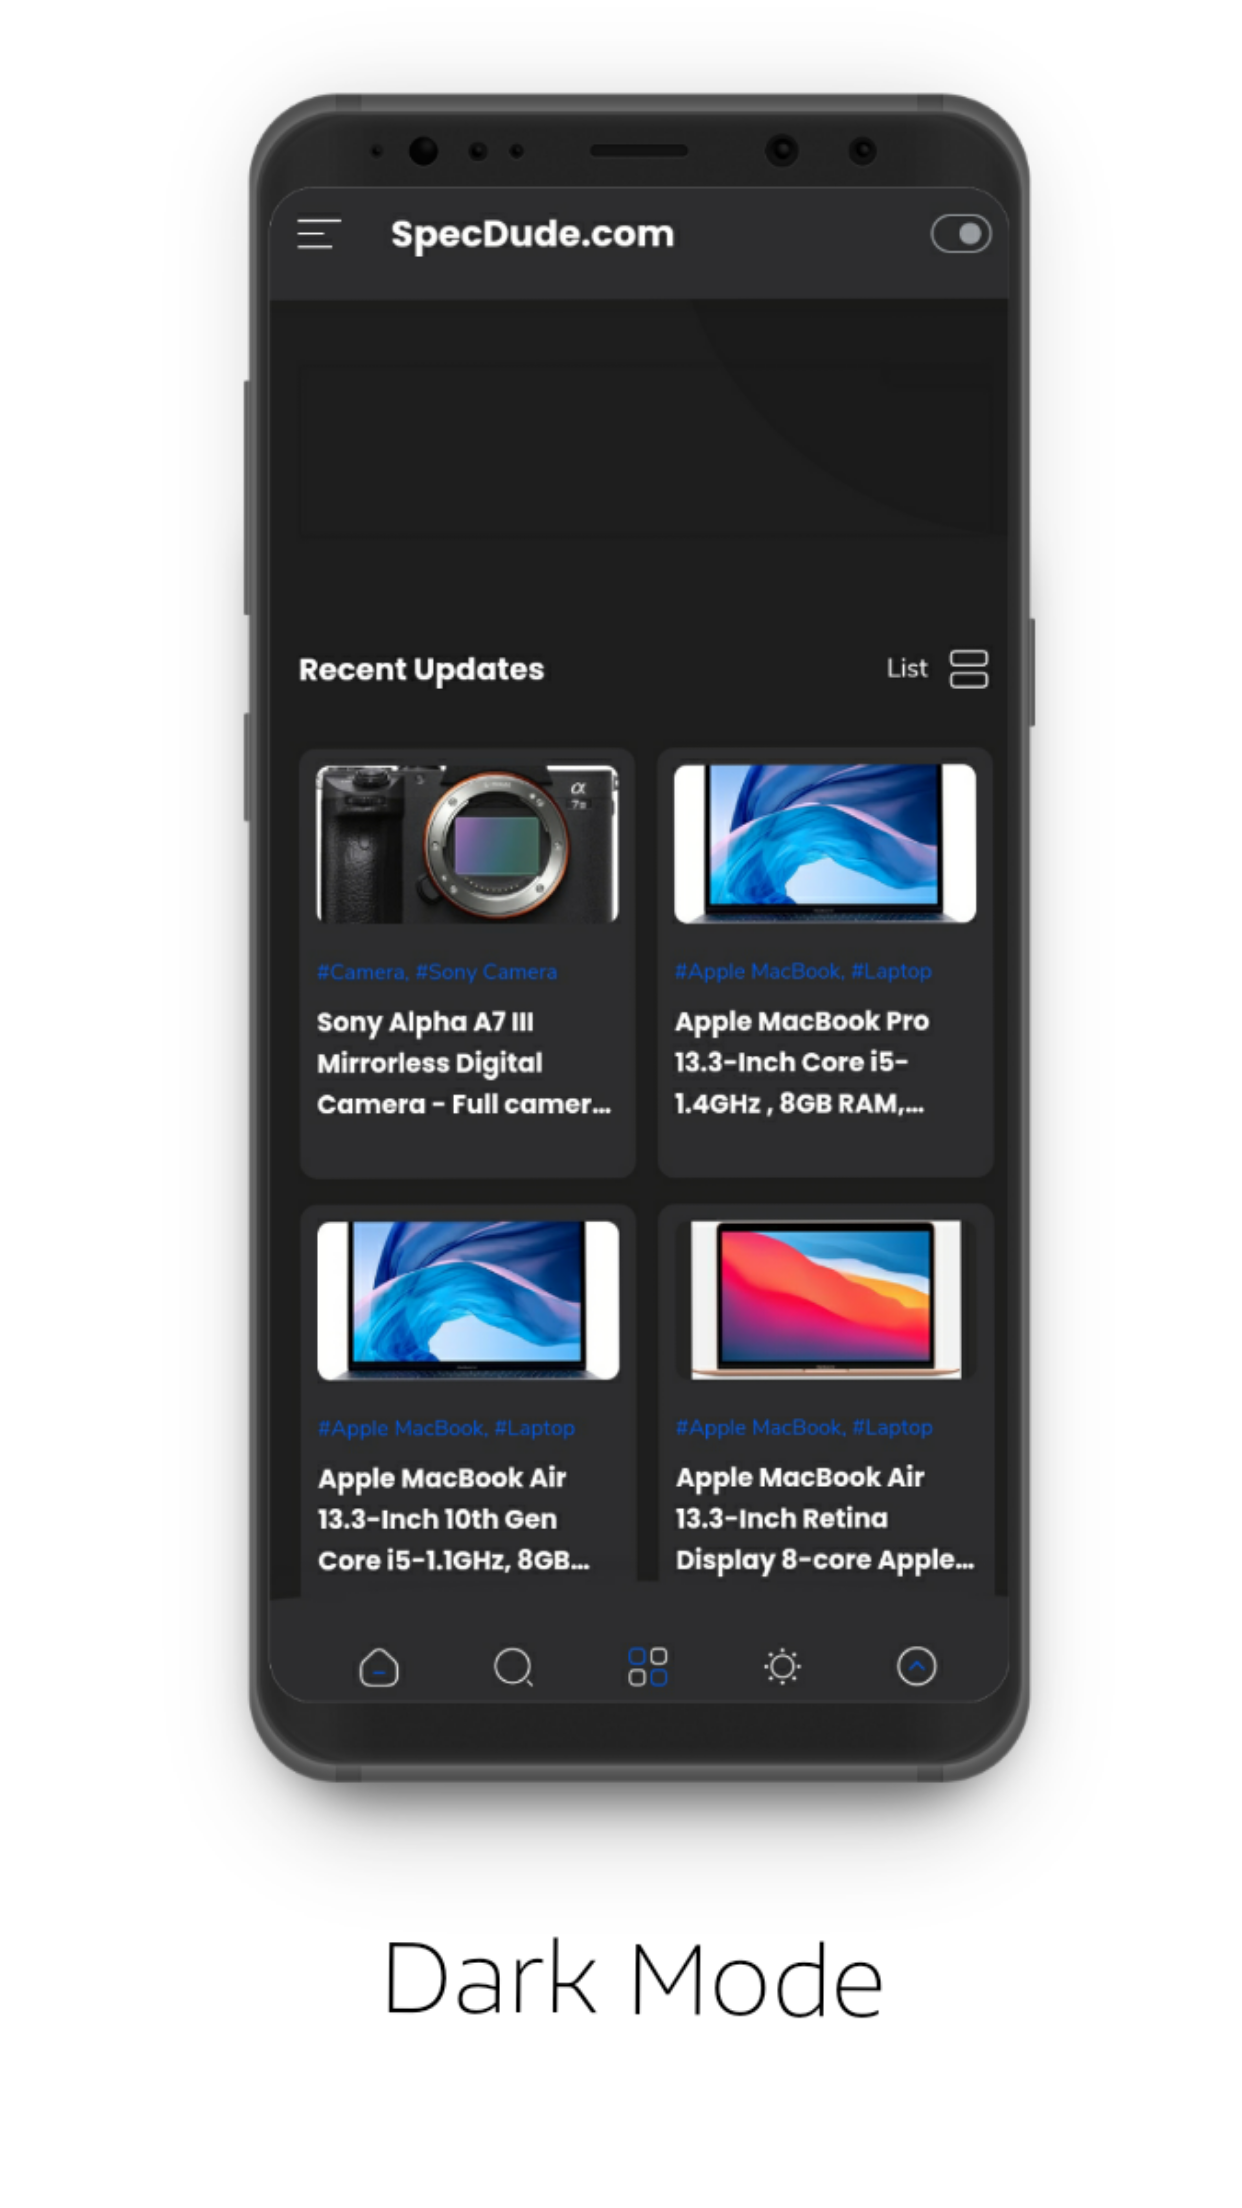 SpecDude.com
Recent Updates
List
α
#Camera, #Sony Camera
Sony Alpha A7 III
Mirrorless Digital
Camera - Full camer...
#Apple MacBook, #Laptop
Apple MacBook Pro
13.3-Inch Core i5-
1.4GHz , 8GB RAM,...
#Apple MacBook, #Laptop
Apple MacBook Air
13.3-Inch 10th Gen
Core i5-1.1GHz, 8GB...
#Apple MacBook, #Laptop
Apple MacBook Air
13.3-Inch Retina
Display 8-core Apple...
Dark Mode